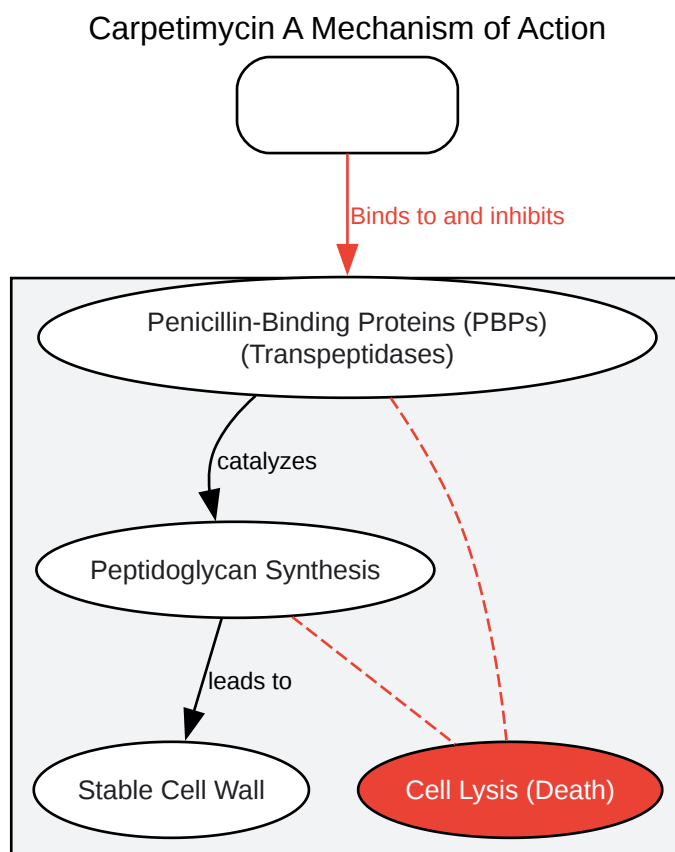 Carpetimycin A Mechanism of Action
Binds to and inhibits
Penicillin-Binding Proteins (PBPs)
(Transpeptidases)
catalyzes
Peptidoglycan Synthesis
leads to
Stable Cell Wall
Cell Lysis (Death)